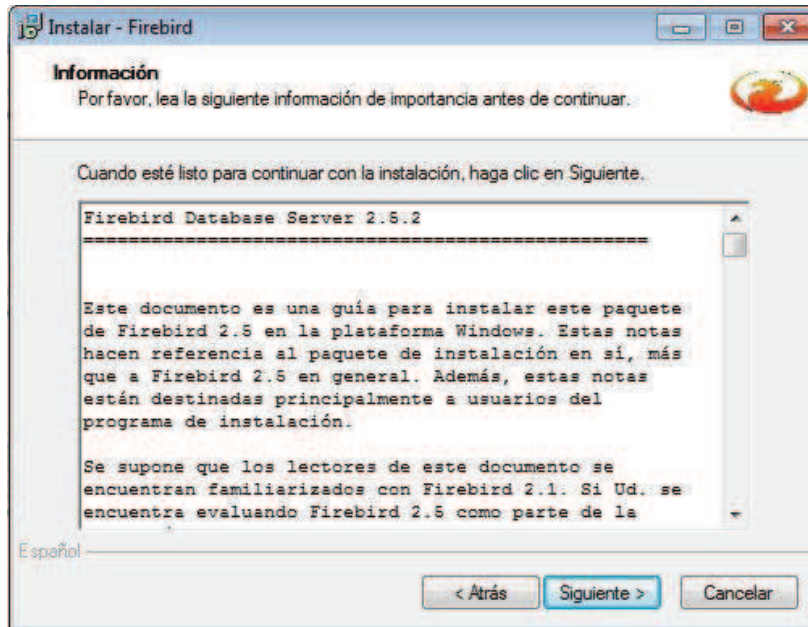 Instalar - Firebird
Información
Por favor, lea la siguiente información de importancia antes de continuar.
Cuando esté listo para continuar con la instalación, haga clic en Siguiente.
Firebird Database Server 2.5.2
==================================================
Este documento es una guía para instalar este paquete
de Firebird 2.5 en la plataforma Windows. Estas notas
hacen referencia al paquete de instalación en sí, más
que a Firebird 2.5 en general. Además, estas notas
están destinadas principalmente a usuarios del
programa de instalación.
Se supone que los lectores de este documento se
encuentran familiarizados con Firebird 2.1. Si Ud. se
encuentra evaluando Firebird 2.5 como parte de la
Español
< Atrás
Siguiente >
Cancelar